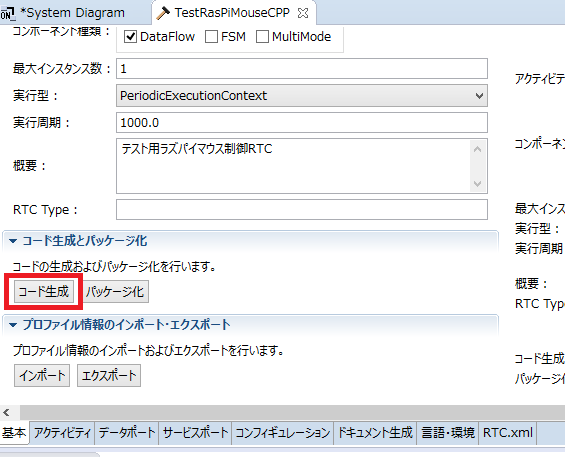 ON
*System Diagram
TestRasPiMouseCPP
コンポーネント種類:
DataFlow
FSM
MultiMode
最大インスタンス数:
1
実行型:
PeriodicExecutionContext
実行周期:
1000.0
概要:
テスト用ラズパイマウス制御RTC
RTC Type:
コード生成とパッケージ化
コードの生成およびパッケージ化を行います。
コード生成
パッケージ化
プロファイル情報のインポート・エクスポート
プロファイル情報のインポートおよびエクスポートを行います。
インポート
エクスポート
アクティビテ
コンポーネン
最大インス
実行型:
実行周期
概要:
RTC Typ
コード生成
パッケージ化
基本
アクティビティ
データポート
サービスポート
コンフィギュレーション
ドキュメント生成
言語・環境
RTC.xml